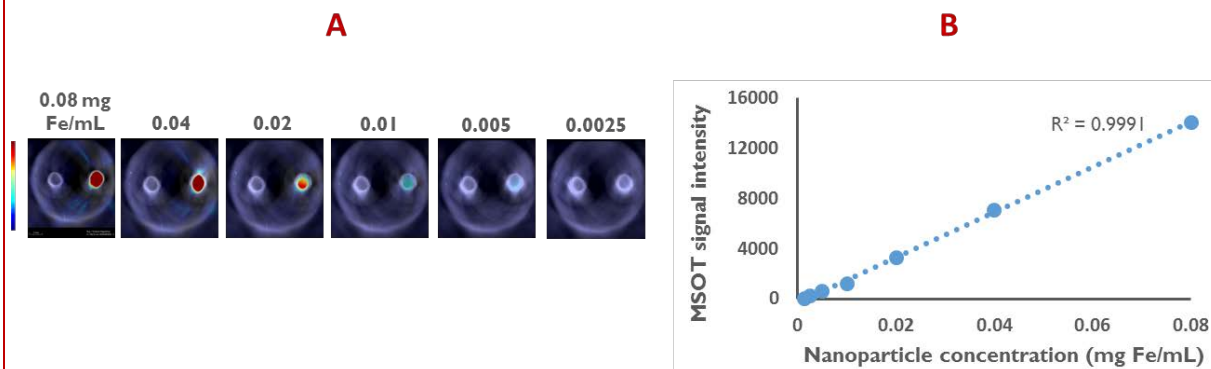 A
B
0.08 mg
Fe/mL
0.04
0.02
0.01
0.005
0.0025
16000
12000
8000
4000
0
MSOT signal intensity
R² = 0.9991
0
0.02
0.04
0.06
0.08
Nanoparticle concentration (mg Fe/mL)